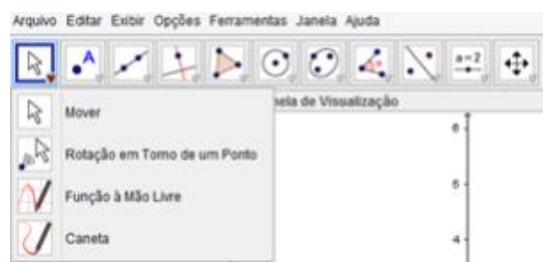 Arquivo Editar Exibir Opções Ferramentas Janela Ajuda
A
a=2
nela de Visualização
Mover
Rotação em Torno de um Ponto
Função à Mão Livre
Caneta
6
5
4